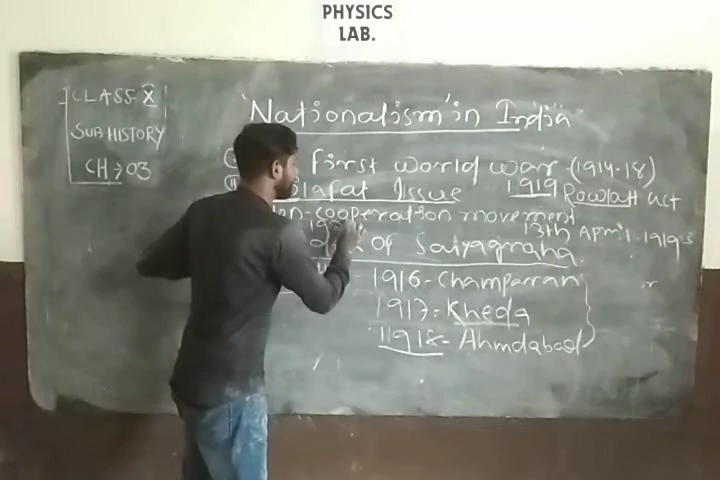 PHYSICS
LAB.
CLASS X
SUB HISTORY
CH → 03
"Nationalism" in India"
First world war (1914-18)
Issue 1919 Rowlatt act
cooperation movement
13th April 1919
of Satyagraha
1916 - Champaran
1917 - Kheda
1918 - Ahmdabad